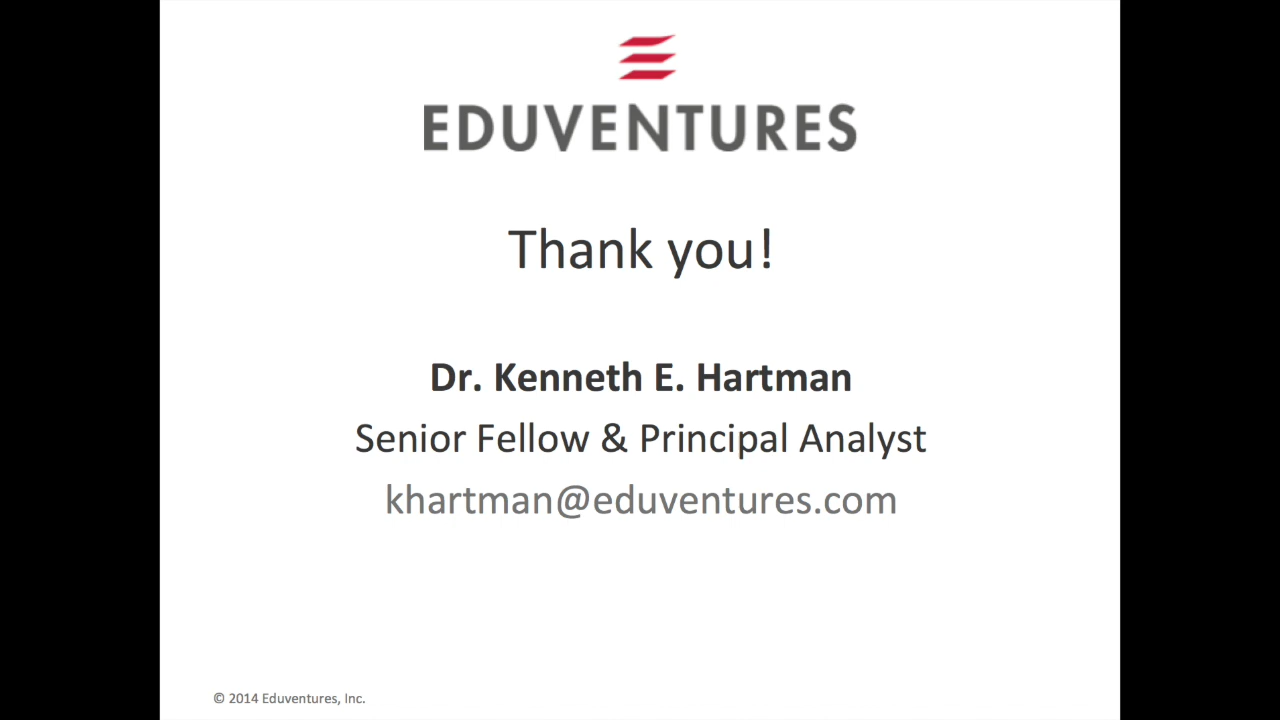 EDUVENTURES
Thank you!
Dr. Kenneth E. Hartman
Senior Fellow & Principal Analyst
khartman@eduventures.com
© 2014 Eduventures, Inc.